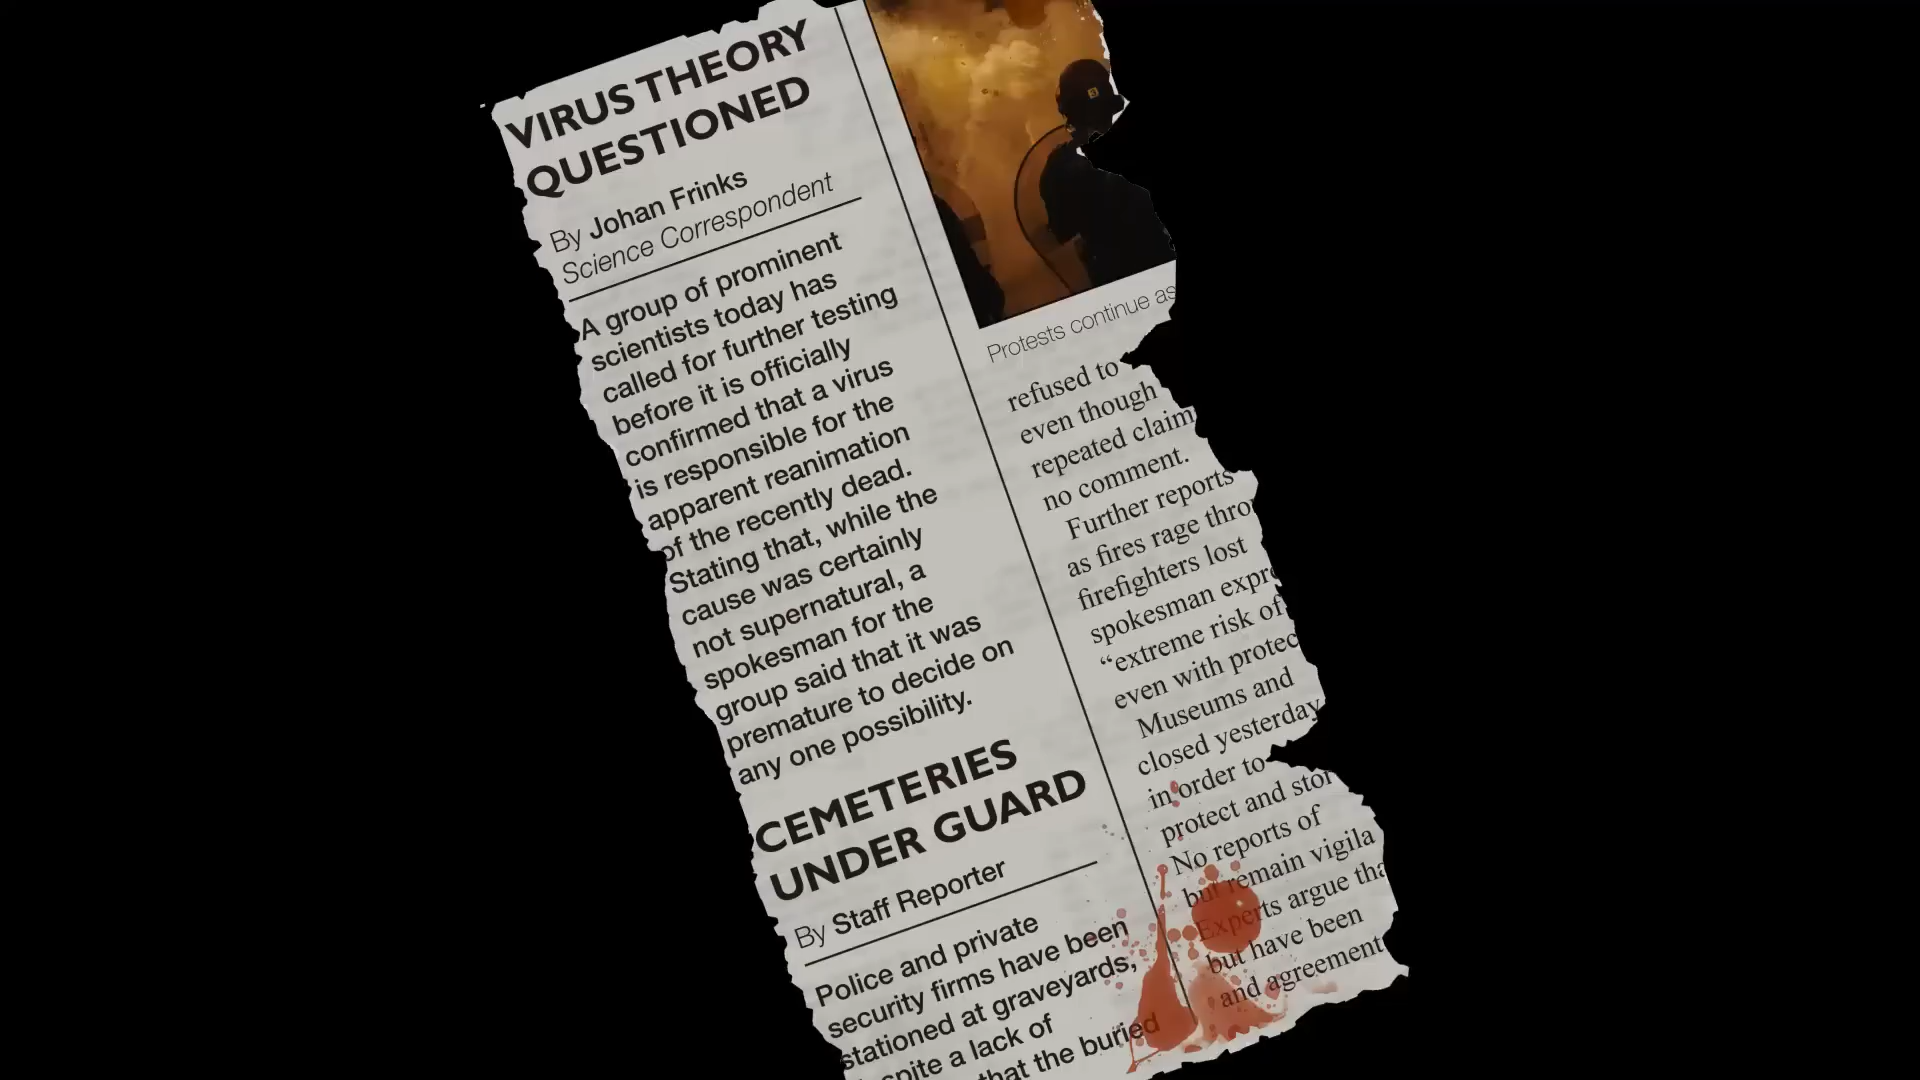 VIRUS THEORY
QUESTIONED
By Johan Frinks
Science Correspondent
A group of prominent
scientists today has
called for further testing
before it is officially
confirmed that a virus
is responsible for the
apparent reanimation
of the recently dead.
Stating that, while the
cause was certainly
not supernatural, a
spokesman for the
group said that it was
premature to decide on
any one possibility.
CEMETERIES
UNDER GUARD
By Staff Reporter
Police and private
security firms have been
stationed at graveyards,
a lack of
that the buried
3
Protests continue as
refused to
even though
repeated claim
no comment.
Further reports
as fires rage
firefighters lost
spokesman
“extreme risk of
even with
Museums and
closed yesterday
in order to
protect and
No reports of
but remain
Experts argue
but have been
and agreement